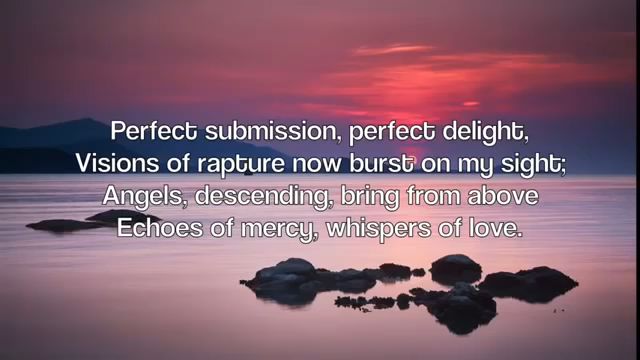 Perfect submission, perfect delight,
Visions of rapture now burst on my sight;
Angels, descending, bring from above
Echoes of mercy, whispers of love.